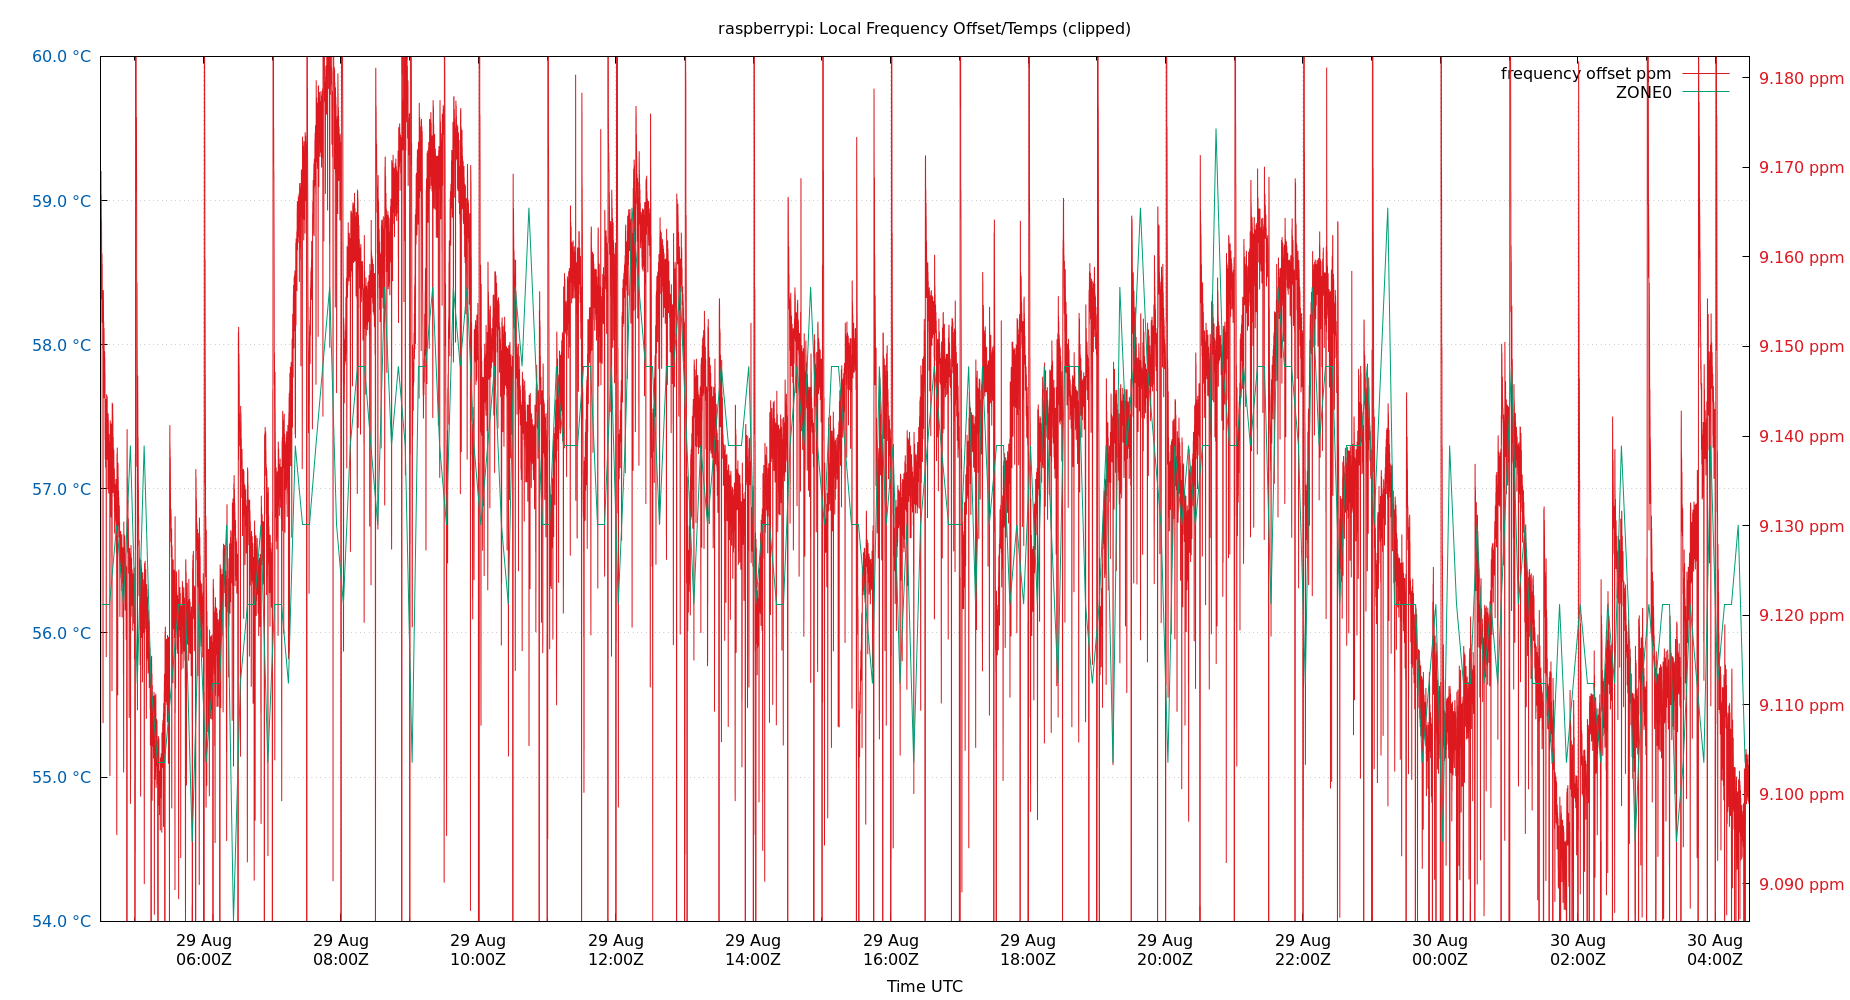 raspberrypi: Local Frequency Offset/Temps (clipped)
60.0 °C
59.0 °C
58.0 °C
57.0 °C
56.0 °C
55.0 °C
54.0 °C
frequency offset ppm
ZONE0
9.180 ppm
9.170 ppm
9.160 ppm
9.150 ppm
9.140 ppm
9.130 ppm
9.120 ppm
9.110 ppm
9.100 ppm
9.090 ppm
29 Aug 29 Aug 29 Aug 29 Aug 29 Aug 29 Aug 29 Aug 29 Aug 29 Aug 30 Aug 30 Aug 30 Aug
06:00Z 08:00Z 10:00Z 12:00Z 14:00Z 16:00Z 18:00Z 20:00Z 22:00Z 00:00Z 02:00Z 04:00Z
Time UTC